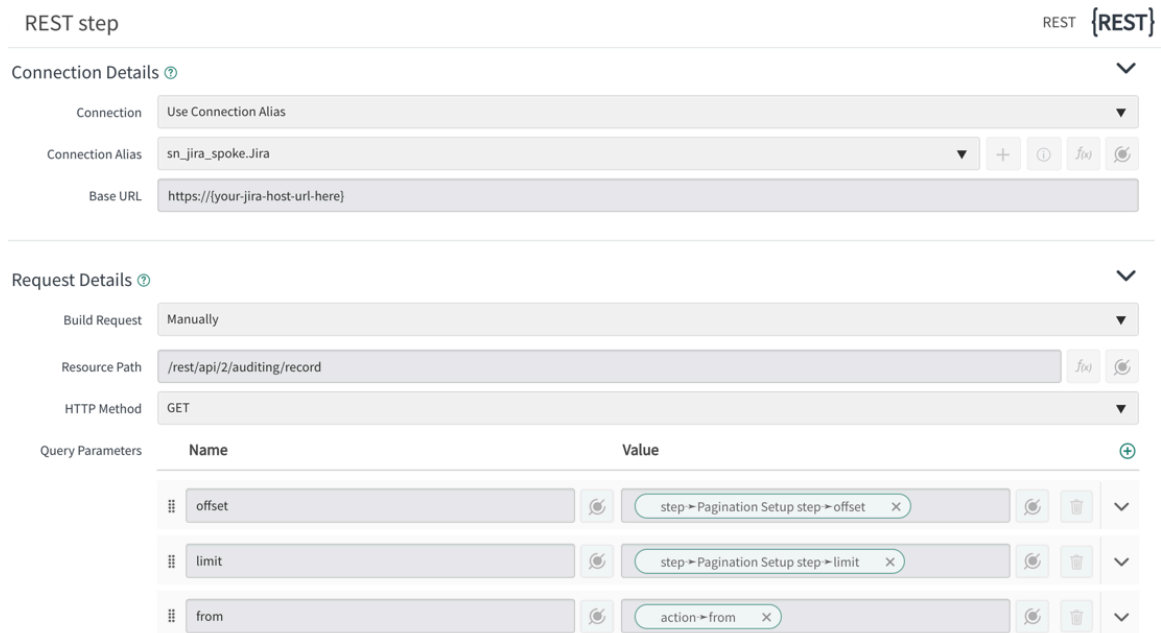 REST step
REST {REST}
Connection Details ?
Connection Use Connection Alias
Connection Alias sn_jira_spoke.Jira f(x)
Base URL https://{your-jira-host-url-here}
Request Details ?
Build Request Manually
Resource Path /rest/api/2/auditing/record f(x)
HTTP Method GET
Query Parameters Name Value
offset step➛Pagination Setup step➛offset
limit step➛Pagination Setup step➛limit
from action➛from